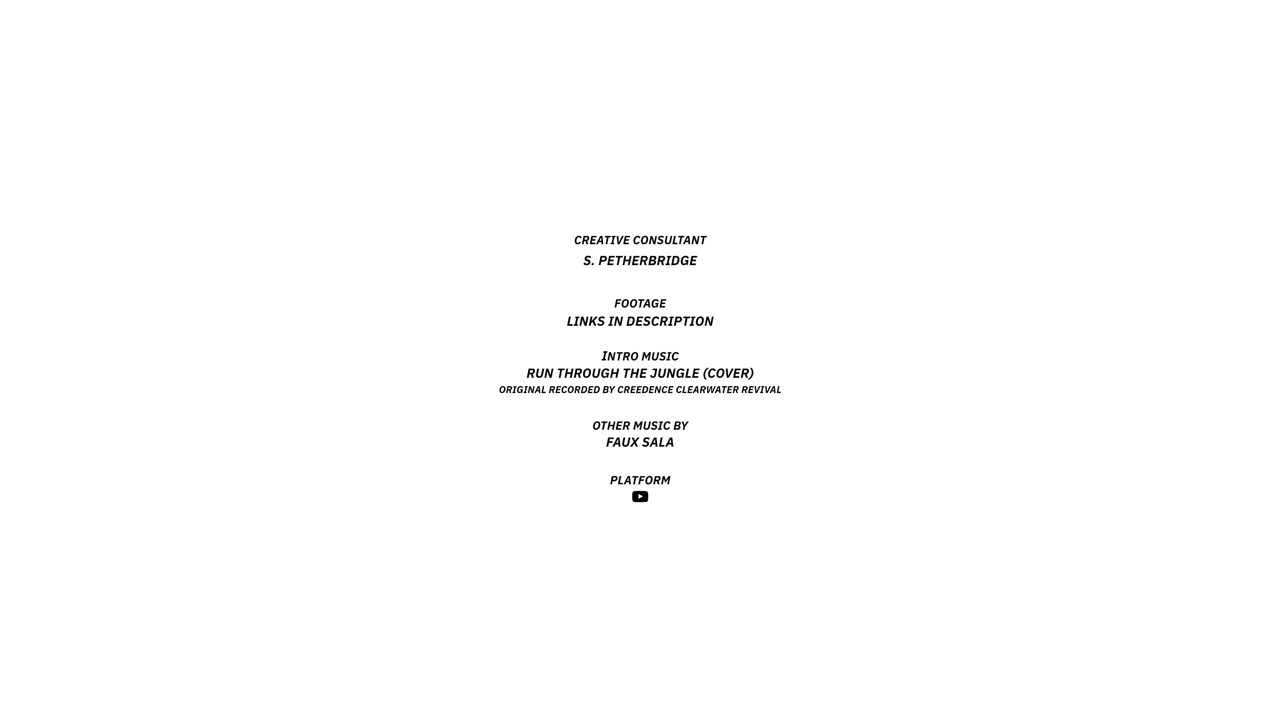 CREATIVE CONSULTANT
S. PETHERBRIDGE
FOOTAGE
LINKS IN DESCRIPTION
INTRO MUSIC
RUN THROUGH THE JUNGLE (COVER)
ORIGINAL RECORDED BY CREEDENCE CLEARWATER REVIVAL
OTHER MUSIC BY
FAUX SALA
PLATFORM